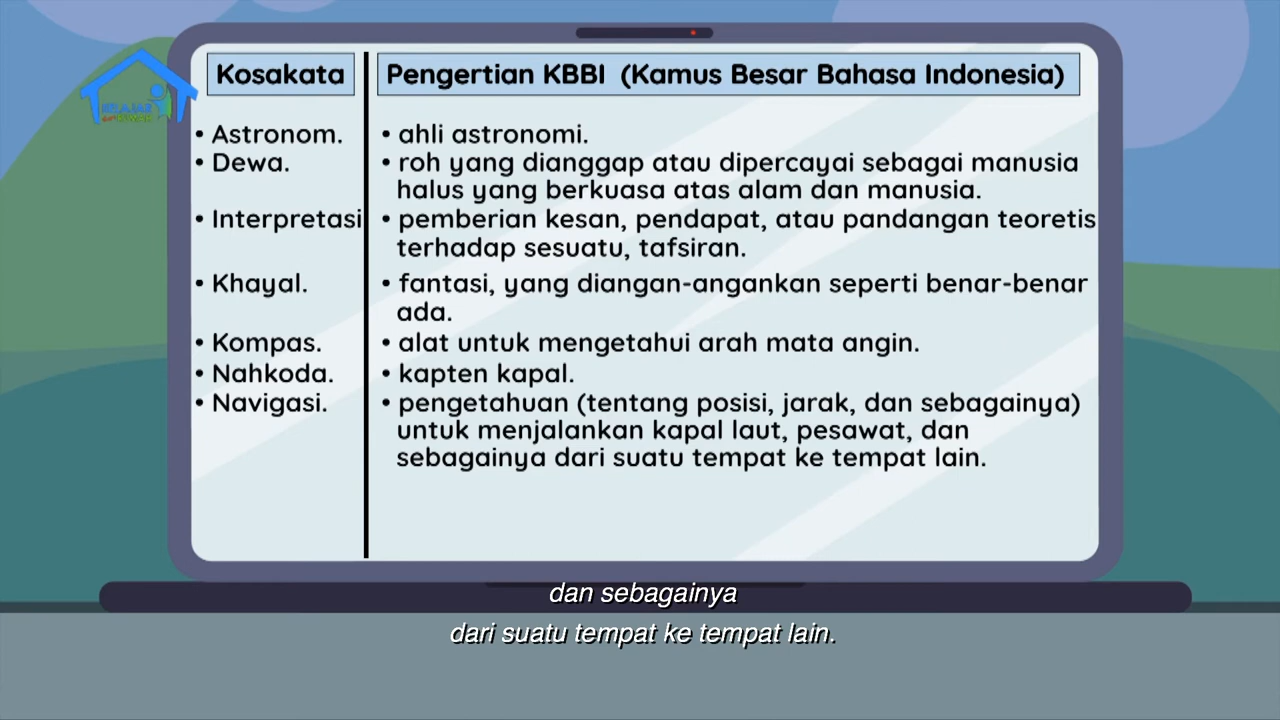 Kosakata
Pengertian KBBI (Kamus Besar Bahasa Indonesia)
BELAJAR
dari RUMAH
• Astronom.
• ahli astronomi.
• Dewa.
• roh yang dianggap atau dipercayai sebagai manusia
halus yang berkuasa atas alam dan manusia.
• Interpretasi
• pemberian kesan, pendapat, atau pandangan teoretis
terhadap sesuatu, tafsiran.
• Khayal.
• fantasi, yang diangan-angankan seperti benar-benar
ada.
• Kompas.
• alat untuk mengetahui arah mata angin.
• Nahkoda.
• kapten kapal.
• Navigasi.
• pengetahuan (tentang posisi, jarak, dan sebagainya)
untuk menjalankan kapal laut, pesawat, dan
sebagainya dari suatu tempat ke tempat lain.
dan sebagainya
dari suatu tempat ke tempat lain.